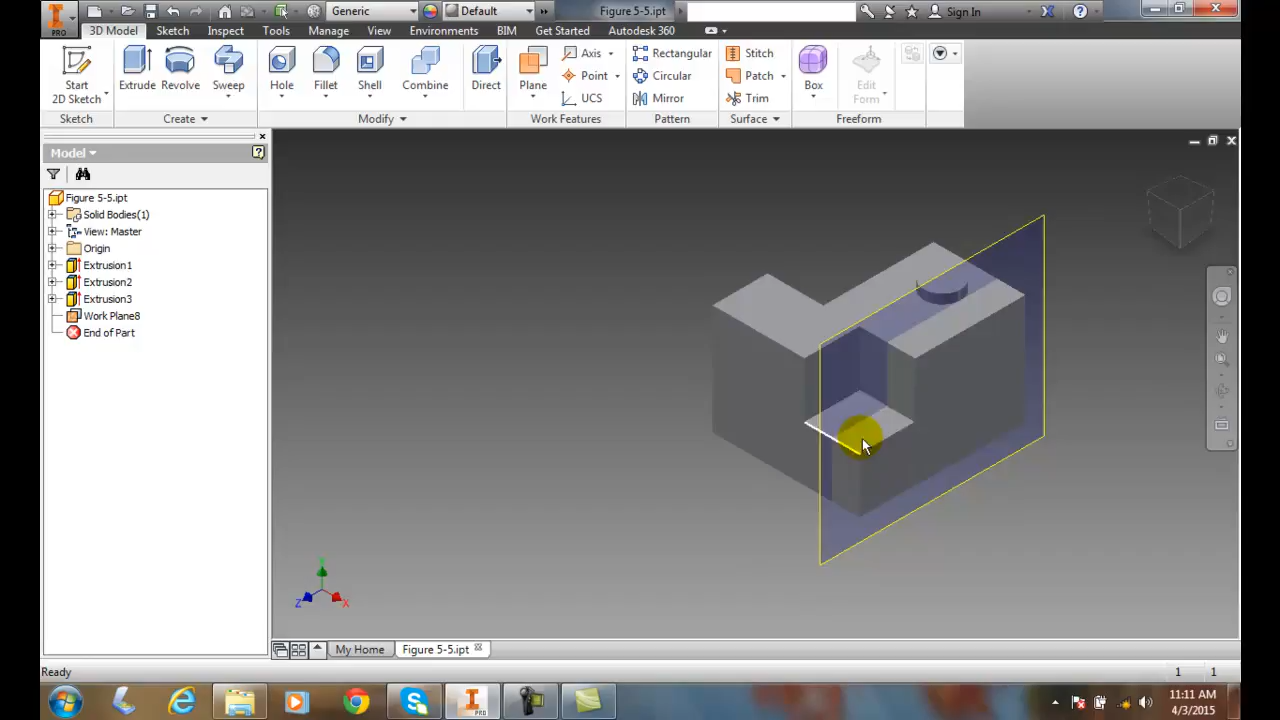 Generic
Default
Figure 5-5.ipt
Sign In
PRO
3D Model
Sketch
Inspect
Tools
Manage
View
Environments
BIM
Get Started
Autodesk 360
Start
2D Sketch
Extrude
Revolve
Sweep
Hole
Fillet
Shell
Combine
Direct
Plane
Axis
Point
UCS
Rectangular
Circular
Mirror
Stitch
Patch
Trim
Box
Edit
Form
Sketch
Create
Modify
Work Features
Pattern
Surface
Freeform
Model
Figure 5-5.ipt
Solid Bodies(1)
View: Master
Origin
Extrusion1
Extrusion2
Extrusion3
Work Plane8
End of Part
Y
Z
X
My Home
Figure 5-5.ipt
Ready
1
1
PRO
11:11 AM
4/3/2015